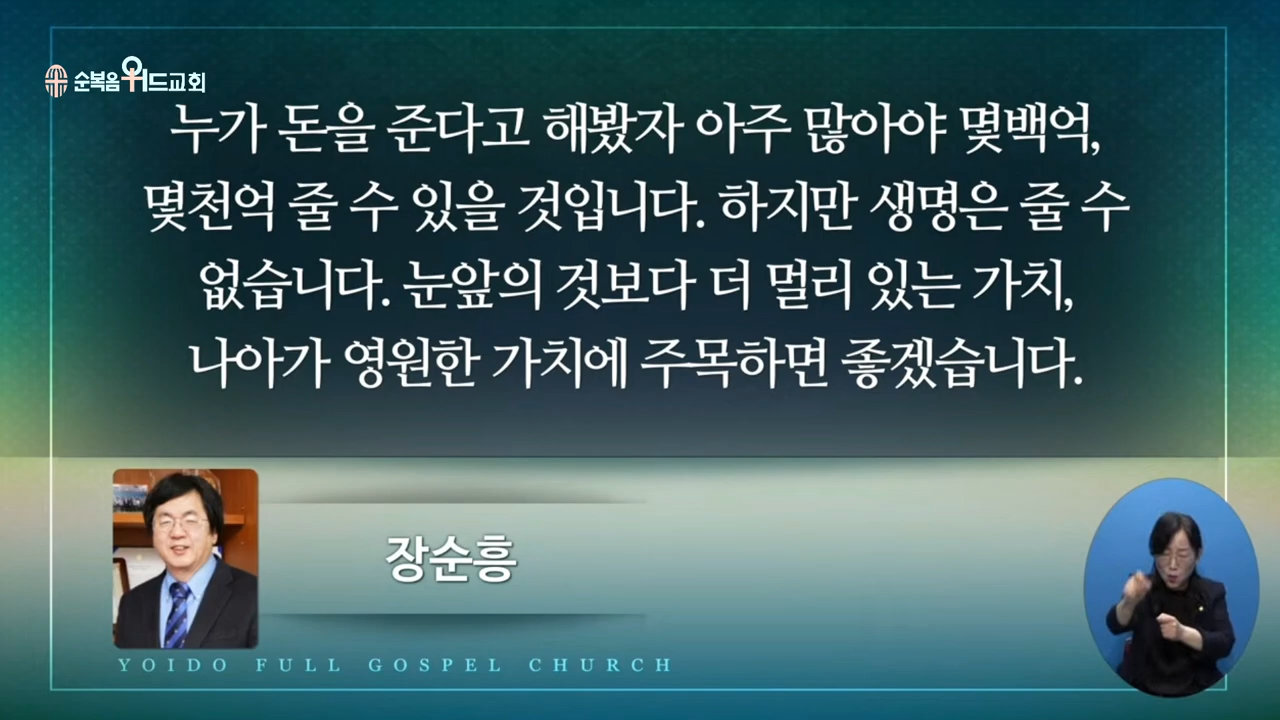 순복음위드교회
누가 돈을 준다고 해봤자 아주 많아야 몇백억,
몇천억 줄 수 있을 것입니다. 하지만 생명은 줄 수
없습니다. 눈앞의 것보다 더 멀리 있는 가치,
나아가 영원한 가치에 주목하면 좋겠습니다.
장순흥
YOIDO FULL GOSPEL CHURCH